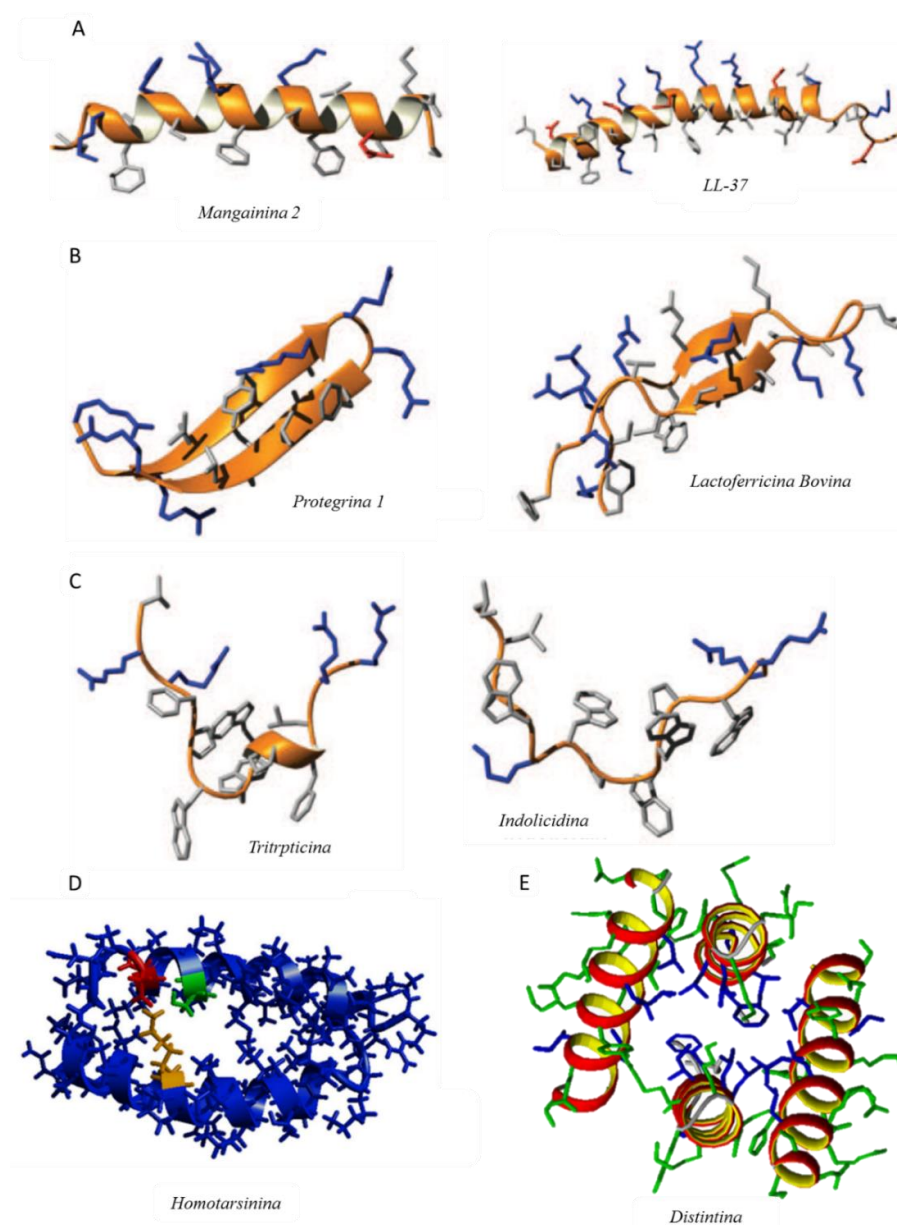 A
Mangainina 2
LL-37
B
Protegrina 1
Lactoferricina Bovina
C
Tritrpticina
Indolicidina
D
E
Homotarsinina
Distintina